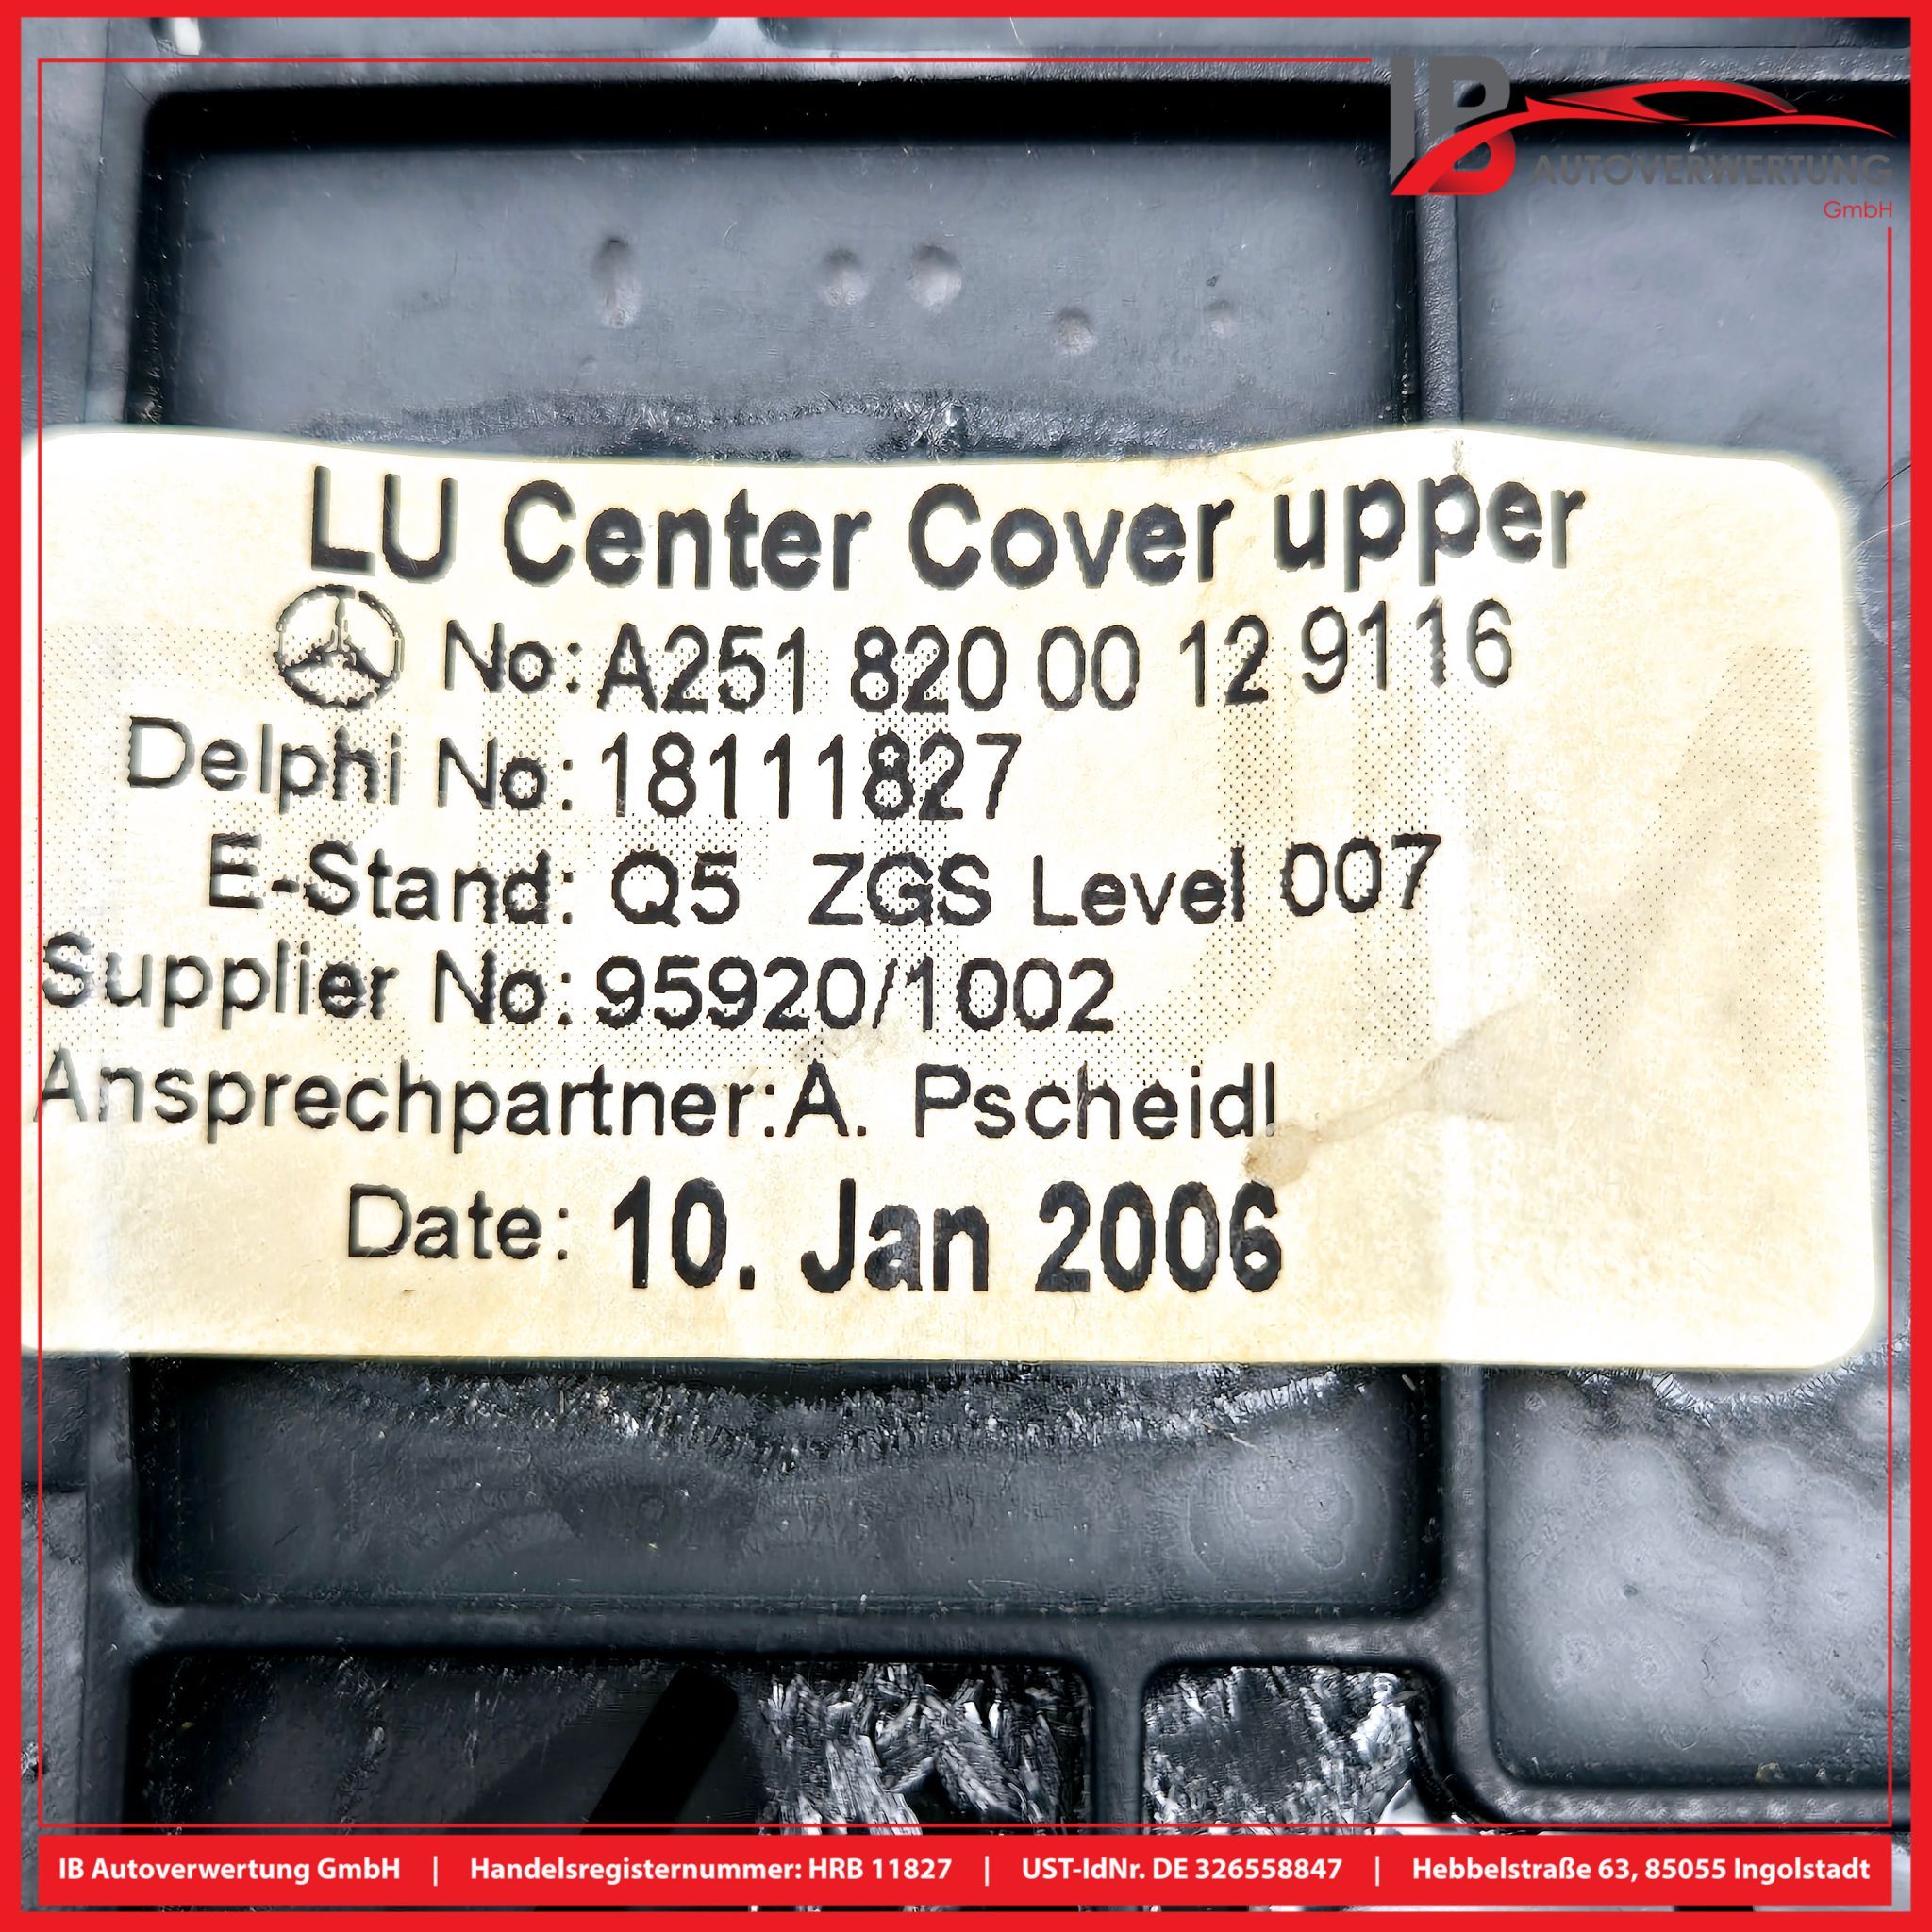 IB
AUTOVERWERTUNG
GmbH
LU Center Cover upper
No: A251 820 00 12 9116
Delphi No: 18111827
E-Stand: Q5 ZGS Level 007
Supplier No: 95920/1002
Ansprechpartner: A. Pscheidl
Date: 10. Jan 2006
IB Autoverwertung GmbH | Handelsregisternummer: HRB 11827 | UST-IdNr. DE 326558847 | Hebbelstraße 63, 85055 Ingolstadt